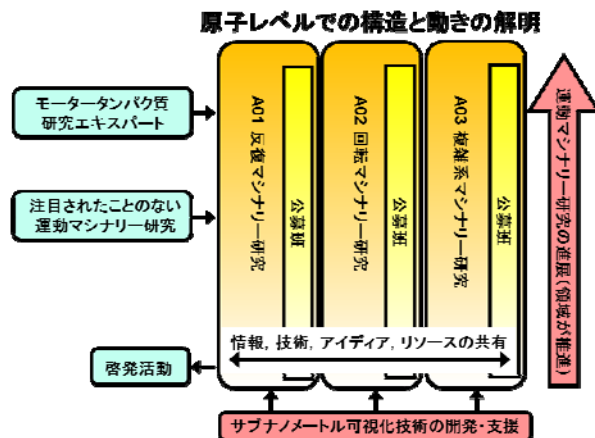 原子レベルでの構造と動きの解明
モータータンパク質
研究エキスパート
注目されたことのない
運動マシナリー研究
啓発活動
A01 反復マシナリー研究
公募班
A02 回転マシナリー研究
公募班
A03 複雑系マシナリー研究
公募班
情報, 技術, アイディア, リソースの共有
運動マシナリー研究の進展(領域が推進)
サブナノメートル可視化技術の開発・支援